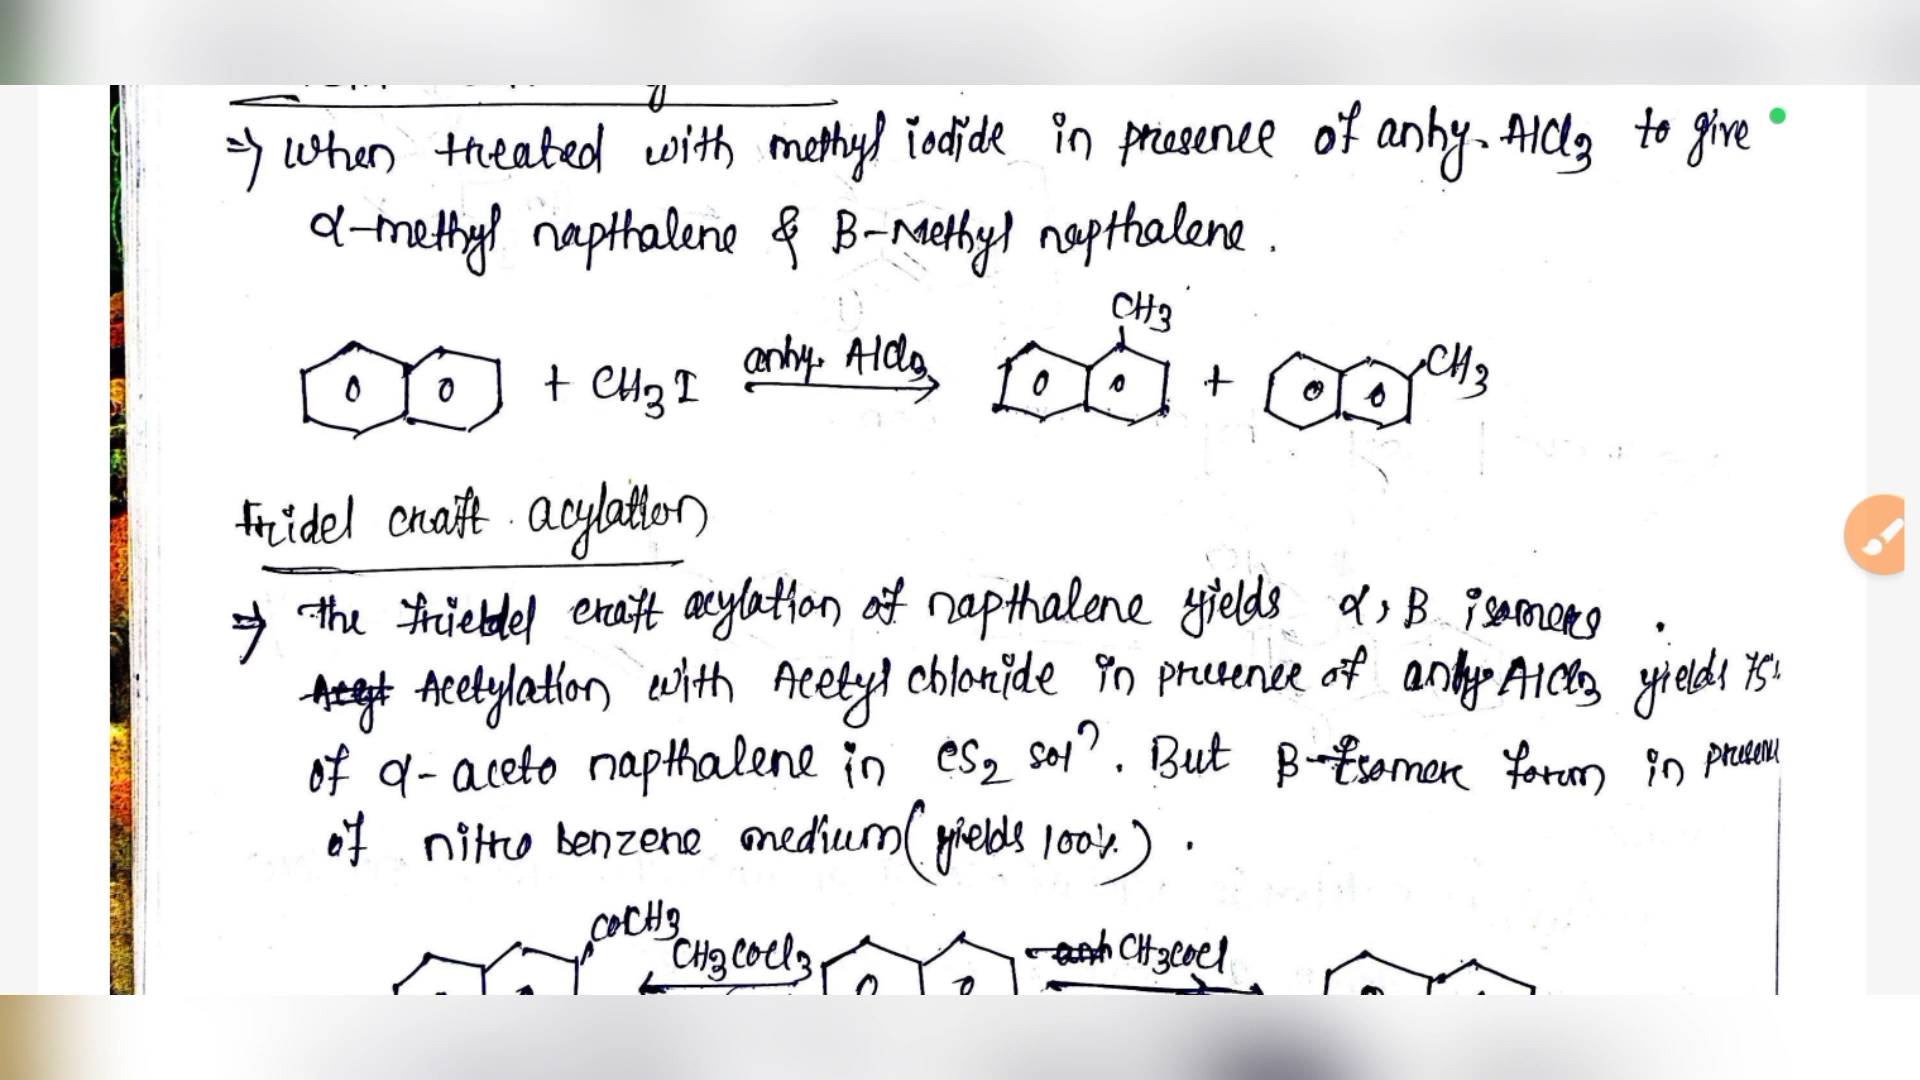 ⇒ When treated with methyl iodide in presence of anhy. AlCl3 to give
α-methyl napthalene & B-Methyl napthalene.
CH3
+ CH3I anhy. AlCl3 + CH3
Fridel craft acylation
⇒ The friedel craft acylation of napthalene yields α, B isomers.
Acetylation with Acetyl chloride in presence of anhy. AlCl3 yields 75%
of α-aceto napthalene in CS2 solⁿ. But B-Isomer form in
of nitro benzene medium (yields 100%).
COCH3
CH3COCl3 CH3COCl